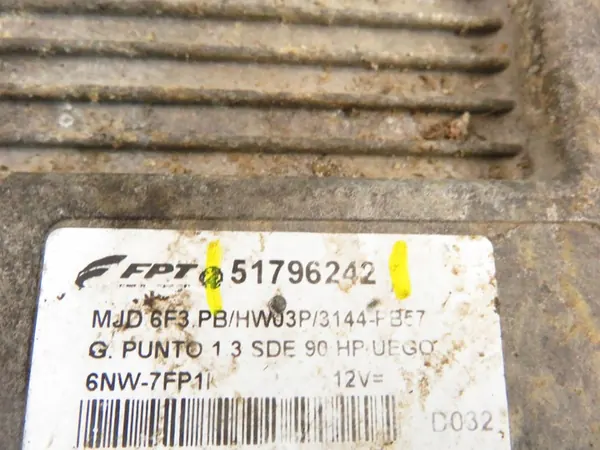 FPT 51796242
MJD 6F3.PB/HW03P/3144-PB57
G. PUNTO 1.3 SDE 90 HP UEGO
6NW-7FP1 12V=
D032